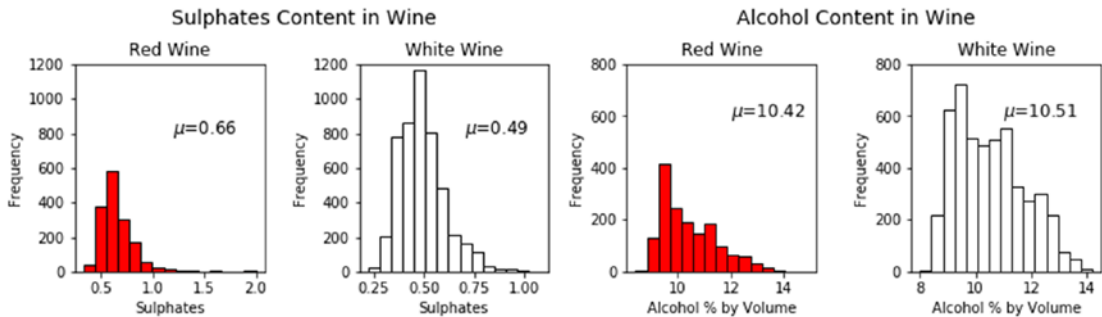 Sulphates Content in Wine
Alcohol Content in Wine
Red Wine
White Wine
Red Wine
White Wine
1200
1000
800
600
400
200
0
Frequency
μ=0.66
0.5 1.0 1.5 2.0
Sulphates
1200
1000
800
600
400
200
0
Frequency
μ=0.49
0.25 0.50 0.75 1.00
Sulphates
800
600
400
200
0
Frequency
μ=10.42
10 12 14
Alcohol % by Volume
800
600
400
200
0
Frequency
μ=10.51
8 10 12 14
Alcohol % by Volume